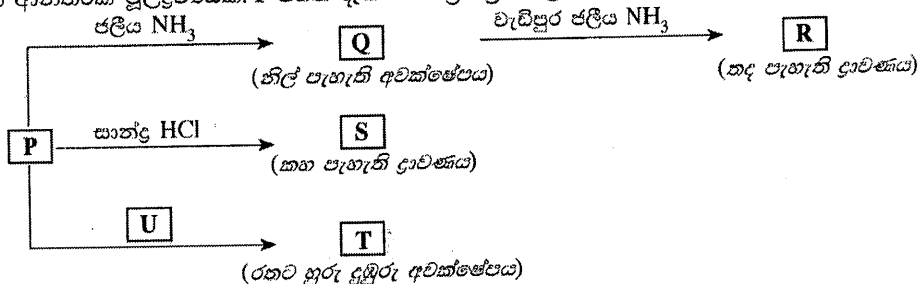 ජලීය NH₃
Q
(නිල් පැහැති අවක්ෂේපය)
වැඩිපුර ජලීය NH₃
R
(තද පැහැති ද්‍රාවණය)
P
සාන්ද්‍ර HCl
S
(කහ පැහැති ද්‍රාවණය)
U
T
(රතට හුරු දුඹුරු අවක්ෂේපය)